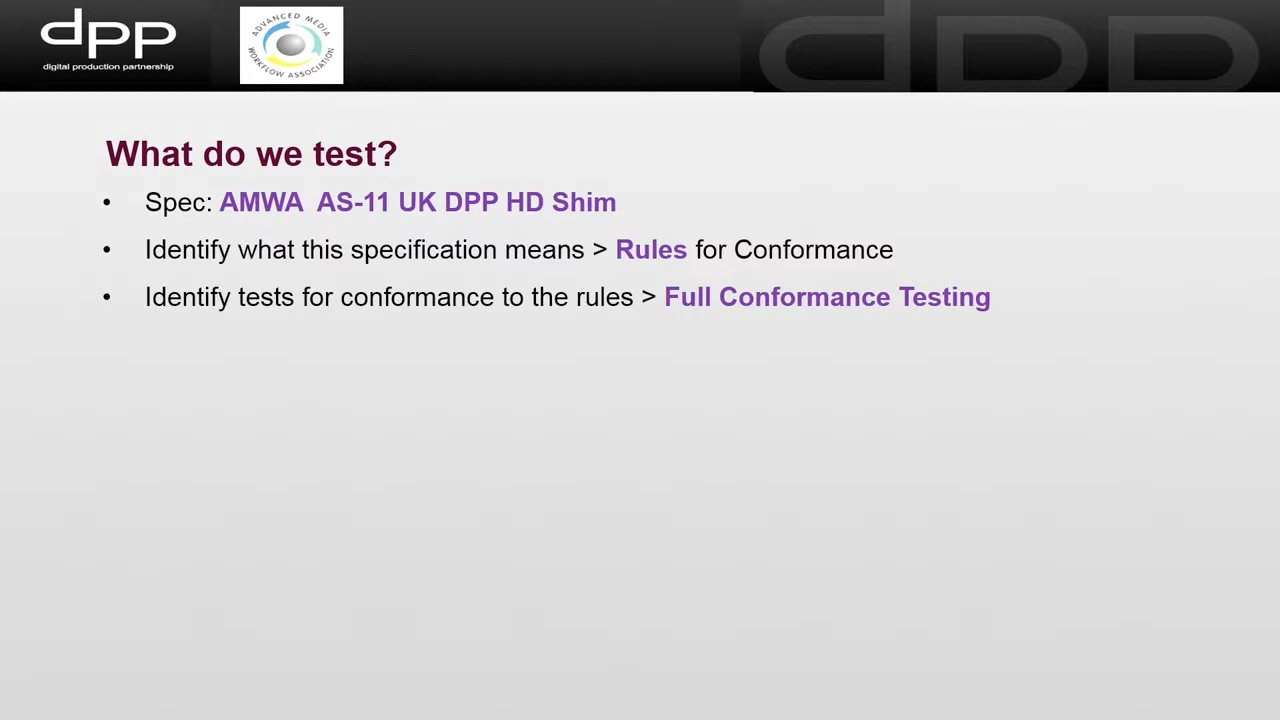 dpp
digital production partnership
ADVANCED MEDIA
WORKFLOW ASSOCIATION
dpp
What do we test?
• Spec: AMWA  AS-11 UK DPP HD Shim
• Identify what this specification means > Rules for Conformance
• Identify tests for conformance to the rules > Full Conformance Testing